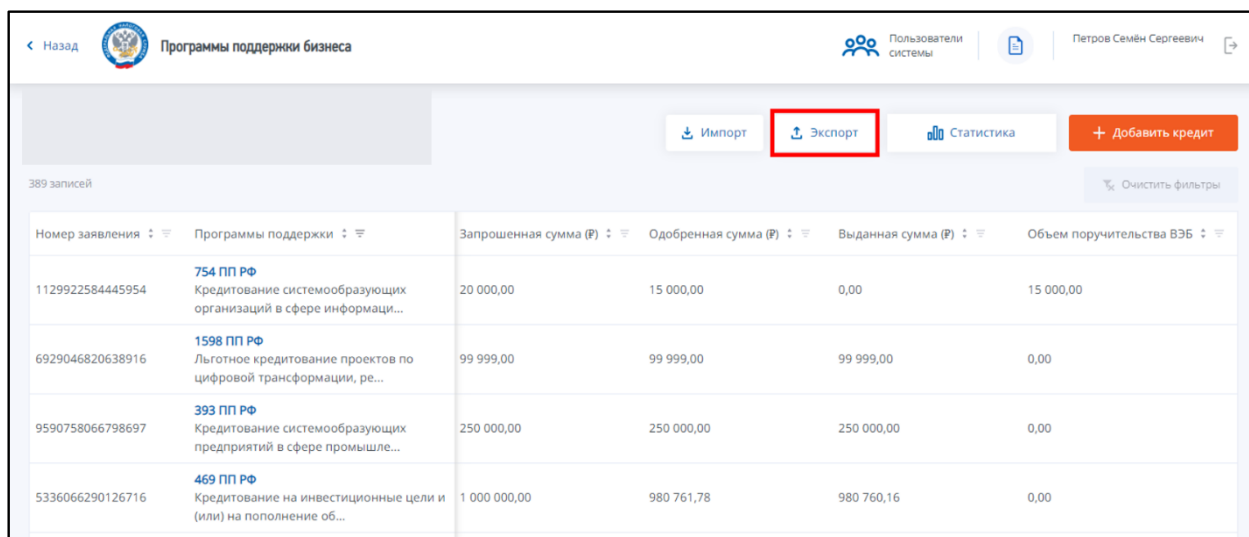 Назад
Программы поддержки бизнеса
Пользователи
системы
Петров Семён Сергеевич
Импорт
Экспорт
Статистика
+ Добавить кредит
389 записей
Очистить фильтры
Номер заявления Программы поддержки Запрошенная сумма (₽) Одобренная сумма (₽) Выданная сумма (₽) Объем поручительства ВЭБ
754 ПП РФ
1129922584445954 Кредитование системообразующих 20 000,00 15 000,00 0,00 15 000,00
организаций в сфере информаци...
1598 ПП РФ
6929046820638916 Льготное кредитование проектов по 99 999,00 99 999,00 99 999,00 0,00
цифровой трансформации, ре...
393 ПП РФ
9590758066798697 Кредитование системообразующих 250 000,00 250 000,00 250 000,00 0,00
предприятий в сфере промышле...
469 ПП РФ
5336066290126716 Кредитование на инвестиционные цели и 1 000 000,00 980 761,78 980 760,16 0,00
(или) на пополнение об...